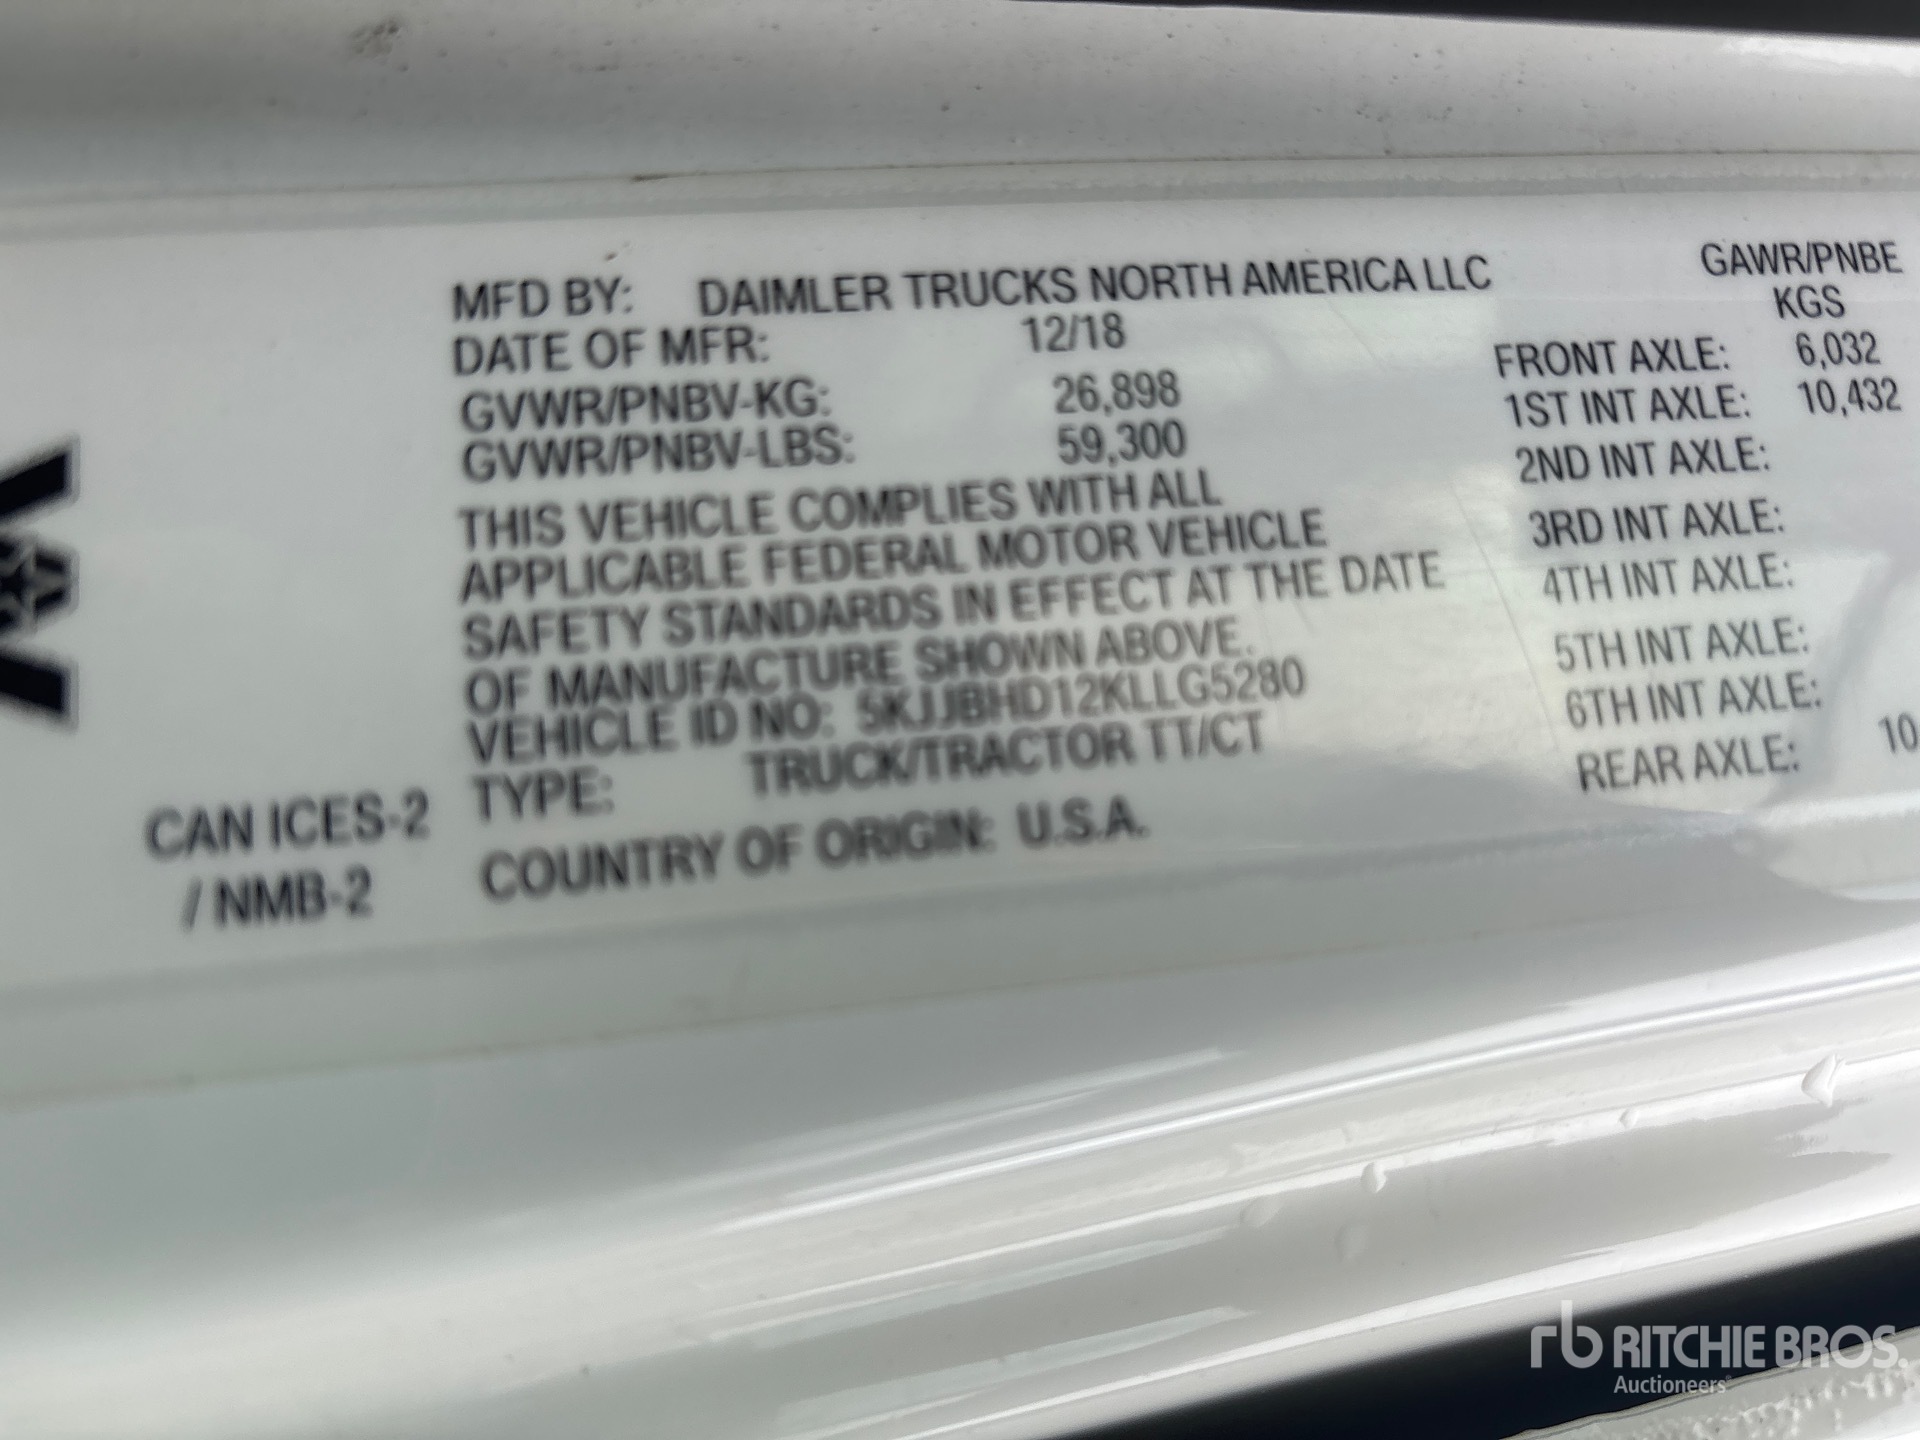 MFD BY: DAIMLER TRUCKS NORTH AMERICA LLC
DATE OF MFR: 12/18
GVWR/PNBV-KG: 26,898
GVWR/PNBV-LBS: 59,300
THIS VEHICLE COMPLIES WITH ALL
APPLICABLE FEDERAL MOTOR VEHICLE
SAFETY STANDARDS IN EFFECT AT THE DATE
OF MANUFACTURE SHOWN ABOVE.
VEHICLE ID NO: 5KJJBHD12KLLG5280
TYPE: TRUCK/TRACTOR TT/CT
COUNTRY OF ORIGIN: U.S.A.
CAN ICES-2
/ NMB-2
GAWR/PNBE
KGS
FRONT AXLE: 6,032
1ST INT AXLE: 10,432
2ND INT AXLE:
3RD INT AXLE:
4TH INT AXLE:
5TH INT AXLE:
6TH INT AXLE:
REAR AXLE: 10
rb RITCHIE BROS.
Auctioneers